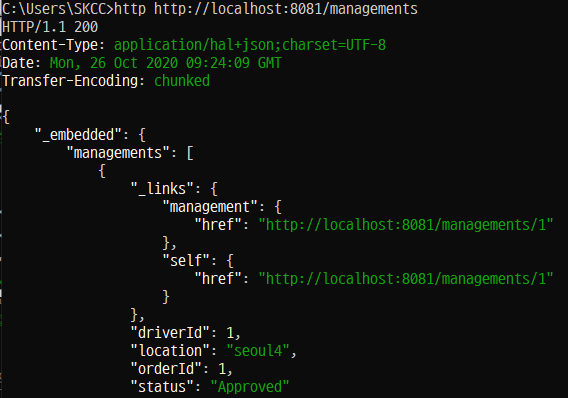 C:\Users\SKCC>http http://localhost:8081/managements
HTTP/1.1 200
Content-Type: application/hal+json;charset=UTF-8
Date: Mon, 26 Oct 2020 09:24:09 GMT
Transfer-Encoding: chunked
{
"_embedded": {
"managements": [
{
"_links": {
"management": {
"href": "http://localhost:8081/managements/1"
},
"self": {
"href": "http://localhost:8081/managements/1"
}
},
"driverId": 1,
"location": "seoul4",
"orderId": 1,
"status": "Approved"